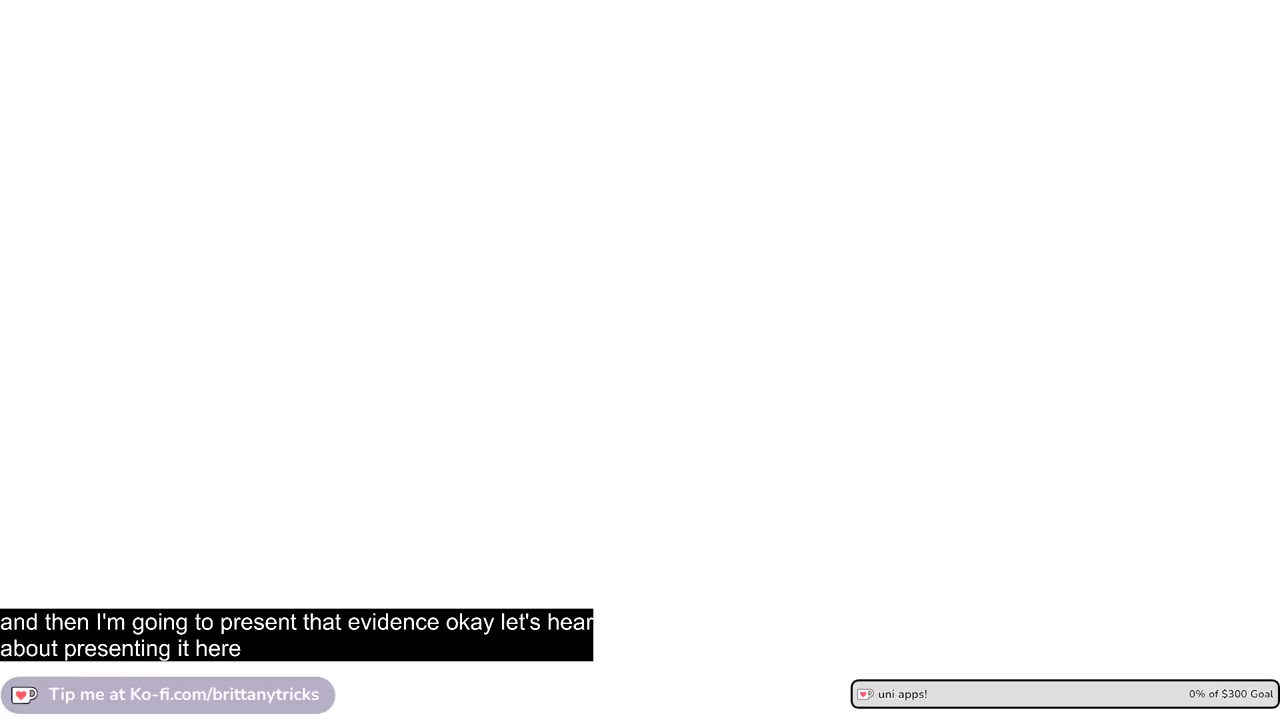 and then I'm going to present that evidence okay let's hear
about presenting it here
Tip me at Ko-fi.com/brittanytricks
uni apps!
0% of $300 Goal